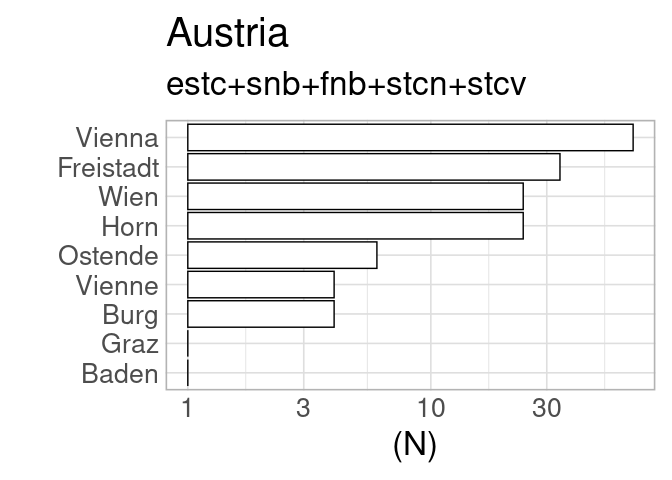 Austria
estc+snb+fnb+stcn+stcv
Vienna
Freistadt
Wien
Horn
Ostende
Vienne
Burg
Graz
Baden
1 3 10 30
(N)